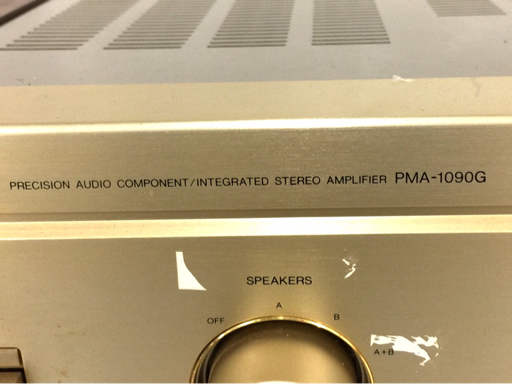 PRECISION AUDIO COMPONENT/INTEGRATED STEREO AMPLIFIER PMA-1090G
SPEAKERS
OFF A B A+B